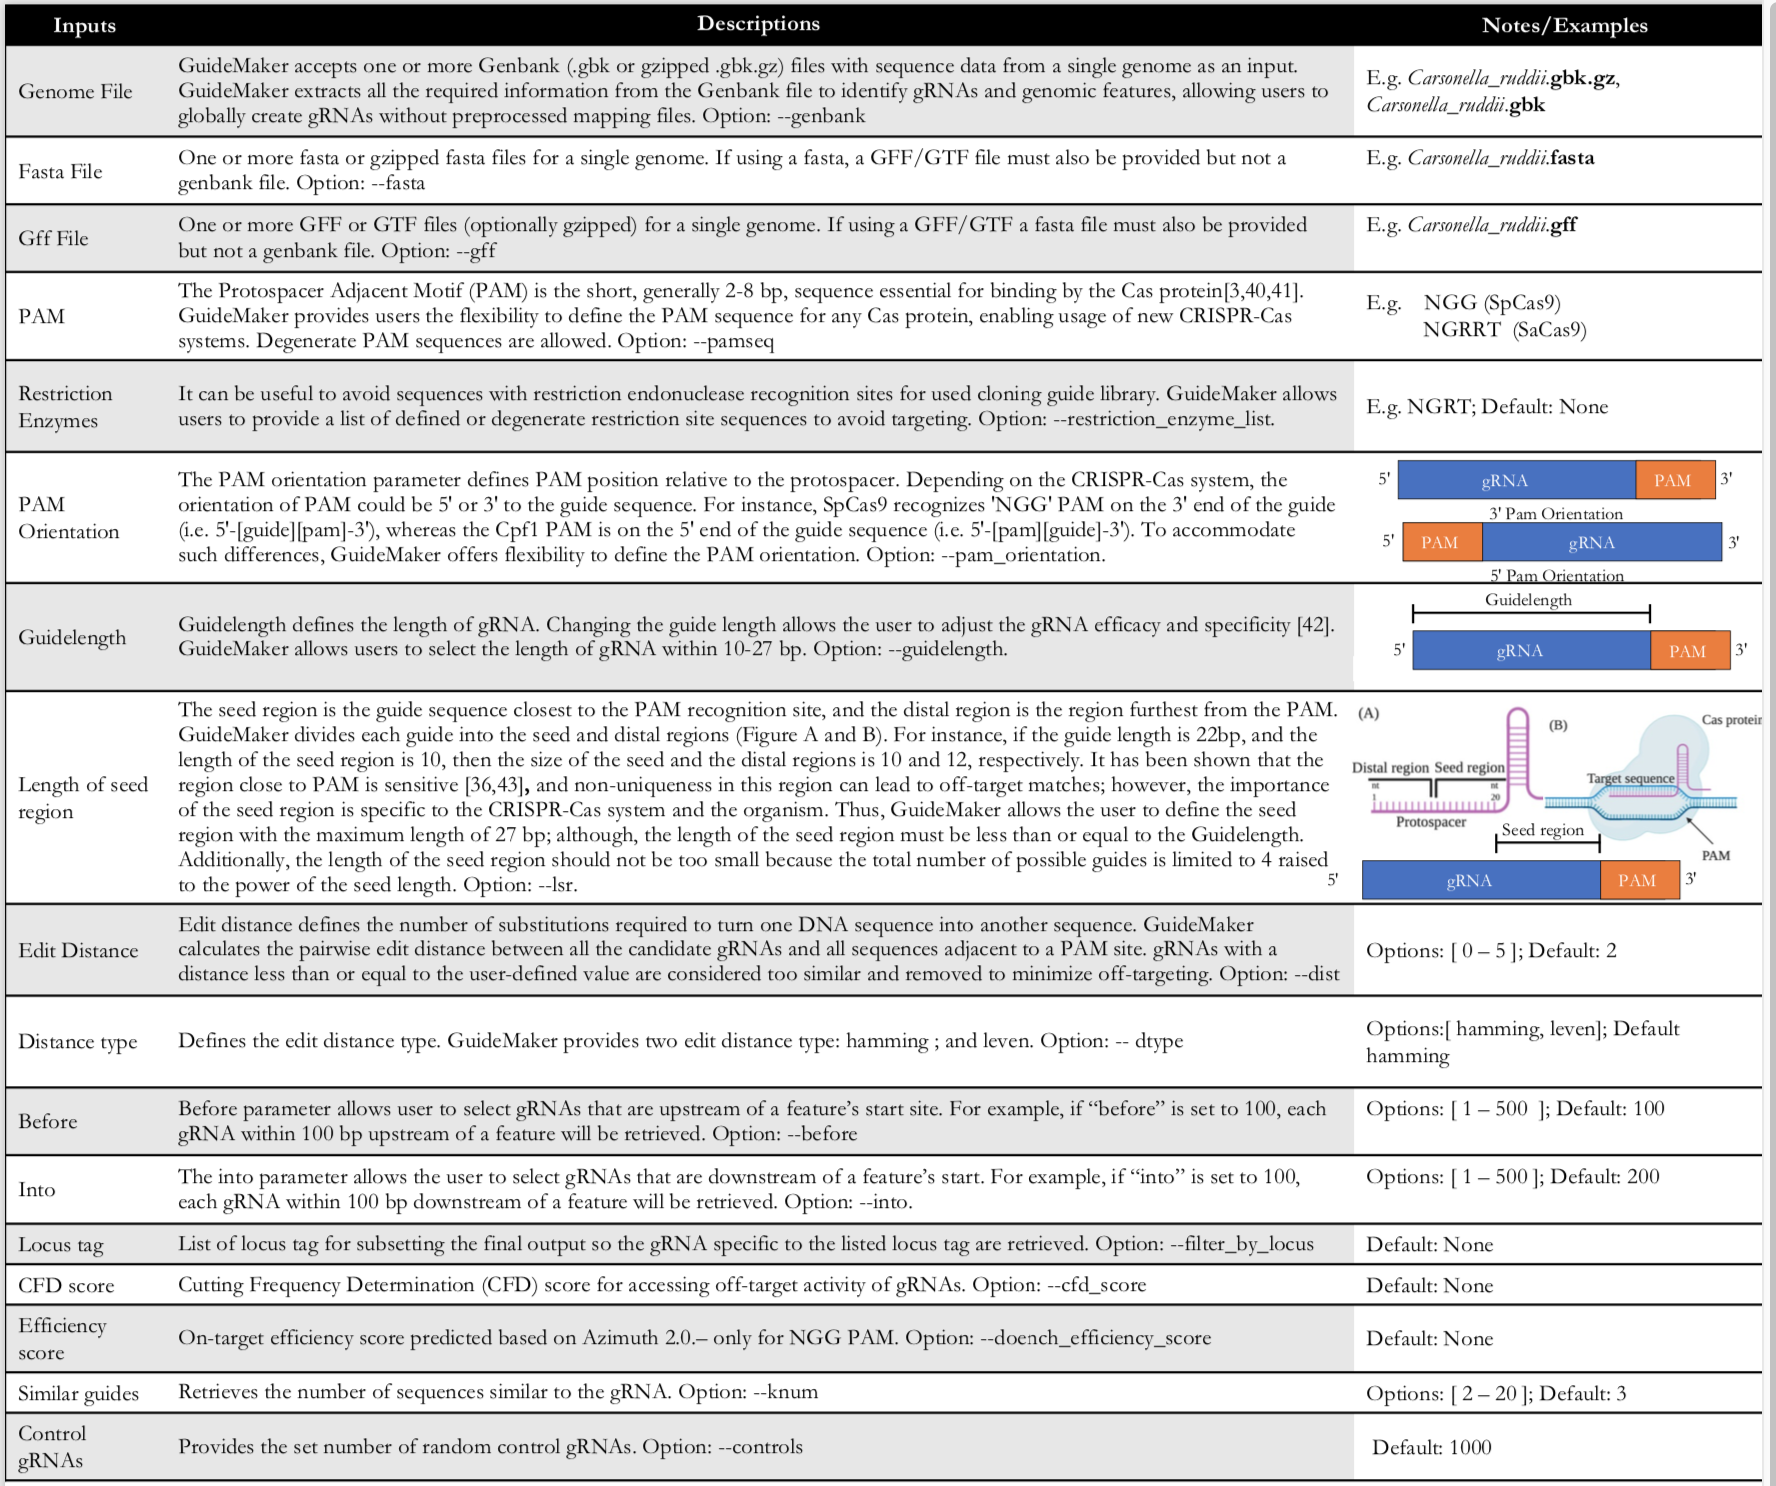 Inputs
Descriptions
Notes/Examples
Genome File
GuideMaker accepts one or more Genbank (.gbk or gzipped .gbk.gz) files with sequence data from a single genome as an input.
GuideMaker extracts all the required information from the Genbank file to identify gRNAs and genomic features, allowing users to
globally create gRNAs without preprocessed mapping files. Option: --genbank
E.g. Carsonella_ruddii.gbk.gz,
Carsonella_ruddii.gbk
Fasta File
One or more fasta or gzipped fasta files for a single genome. If using a fasta, a GFF/GTF file must also be provided but not a
genbank file. Option: --fasta
E.g. Carsonella_ruddii.fasta
Gff File
One or more GFF or GTF files (optionally gzipped) for a single genome. If using a GFF/GTF a fasta file must also be provided
but not a genbank file. Option: --gff
E.g. Carsonella_ruddii.gff
PAM
The Protospacer Adjacent Motif (PAM) is the short, generally 2-8 bp, sequence essential for binding by the Cas protein[3,40,41].
GuideMaker provides users the flexibility to define the PAM sequence for any Cas protein, enabling usage of new CRISPR-Cas
systems. Degenerate PAM sequences are allowed. Option: --pamseq
E.g. NGG (SpCas9)
NGRRT (SaCas9)
Restriction
Enzymes
It can be useful to avoid sequences with restriction endonuclease recognition sites for used cloning guide library. GuideMaker allows
users to provide a list of defined or degenerate restriction site sequences to avoid targeting. Option: --restriction_enzyme_list.
E.g. NGRT; Default: None
PAM
Orientation
The PAM orientation parameter defines PAM position relative to the protospacer. Depending on the CRISPR-Cas system, the
orientation of PAM could be 5' or 3' to the guide sequence. For instance, SpCas9 recognizes 'NGG' PAM on the 3' end of the guide
(i.e. 5'-[guide][pam]-3'), whereas the Cpf1 PAM is on the 5' end of the guide sequence (i.e. 5'-[pam][guide]-3'). To accommodate
such differences, GuideMaker offers flexibility to define the PAM orientation. Option: --pam_orientation.
5' gRNA PAM 3'
3' Pam Orientation
5' PAM gRNA 3'
5' Pam Orientation
Guidelength
Guidelength defines the length of gRNA. Changing the guide length allows the user to adjust the gRNA efficacy and specificity [42].
GuideMaker allows users to select the length of gRNA within 10-27 bp. Option: --guidelength.
Guidelength
5' gRNA PAM 3'
Length of seed
region
The seed region is the guide sequence closest to the PAM recognition site, and the distal region is the region furthest from the PAM.
GuideMaker divides each guide into the seed and distal regions (Figure A and B). For instance, if the guide length is 22bp, and the
length of the seed region is 10, then the size of the seed and the distal regions is 10 and 12, respectively. It has been shown that the
region close to PAM is sensitive [36,43], and non-uniqueness in this region can lead to off-target matches; however, the importance
of the seed region is specific to the CRISPR-Cas system and the organism. Thus, GuideMaker allows the user to define the seed
region with the maximum length of 27 bp; although, the length of the seed region must be less than or equal to the Guidelength.
Additionally, the length of the seed region should not be too small because the total number of possible guides is limited to 4 raised
to the power of the seed length. Option: --lsr.
(A)
(B)
Cas protein
Distal region Seed region
Target sequence
nt nt
1 20
Protospacer
Seed region
PAM
5' gRNA PAM 3'
Edit Distance
Edit distance defines the number of substitutions required to turn one DNA sequence into another sequence. GuideMaker
calculates the pairwise edit distance between all the candidate gRNAs and all sequences adjacent to a PAM site. gRNAs with a
distance less than or equal to the user-defined value are considered too similar and removed to minimize off-targeting. Option: --dist
Options: [ 0 – 5 ]; Default: 2
Distance type
Defines the edit distance type. GuideMaker provides two edit distance type: hamming ; and leven. Option: -- dtype
Options:[ hamming, leven]; Default
hamming
Before
Before parameter allows user to select gRNAs that are upstream of a feature’s start site. For example, if “before” is set to 100, each
gRNA within 100 bp upstream of a feature will be retrieved. Option: --before
Options: [ 1 – 500 ]; Default: 100
Into
The into parameter allows the user to select gRNAs that are downstream of a feature’s start. For example, if “into” is set to 100,
each gRNA within 100 bp downstream of a feature will be retrieved. Option: --into.
Options: [ 1 – 500 ]; Default: 200
Locus tag
List of locus tag for subsetting the final output so the gRNA specific to the listed locus tag are retrieved. Option: --filter_by_locus
Default: None
CFD score
Cutting Frequency Determination (CFD) score for accessing off-target activity of gRNAs. Option: --cfd_score
Default: None
Efficiency
score
On-target efficiency score predicted based on Azimuth 2.0.– only for NGG PAM. Option: --doench_efficiency_score
Default: None
Similar guides
Retrieves the number of sequences similar to the gRNA. Option: --knum
Options: [ 2 – 20 ]; Default: 3
Control
gRNAs
Provides the set number of random control gRNAs. Option: --controls
Default: 1000